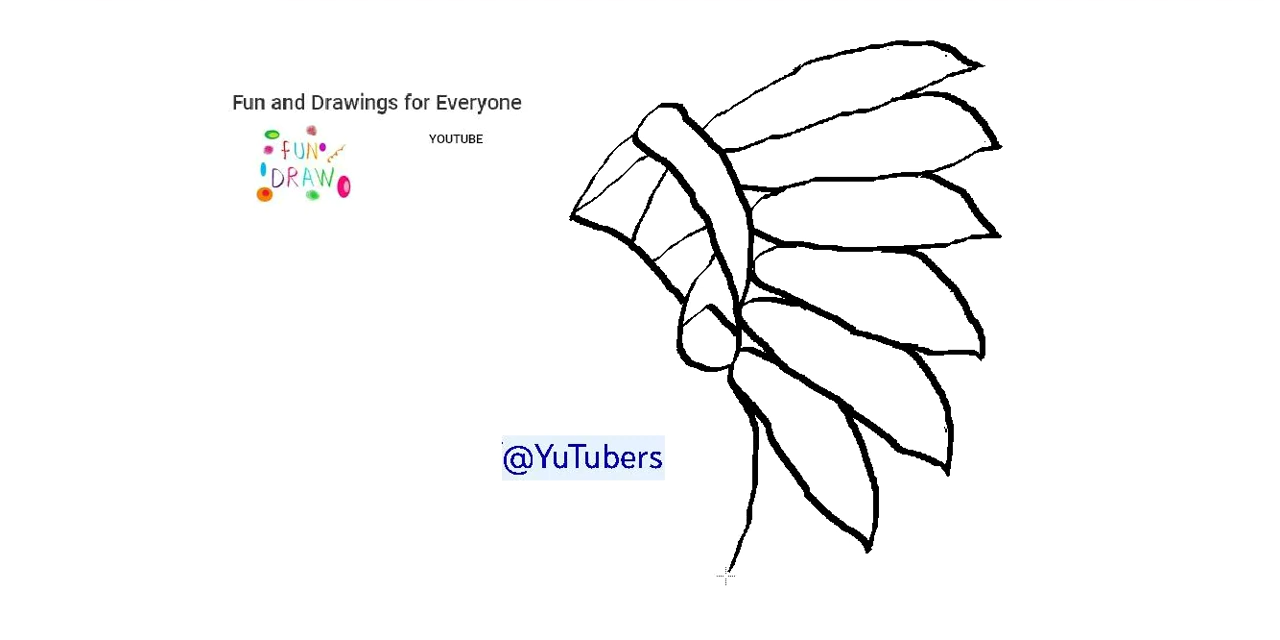 Fun and Drawings for Everyone
YOUTUBE
FUN
DRAW
@YuTubers